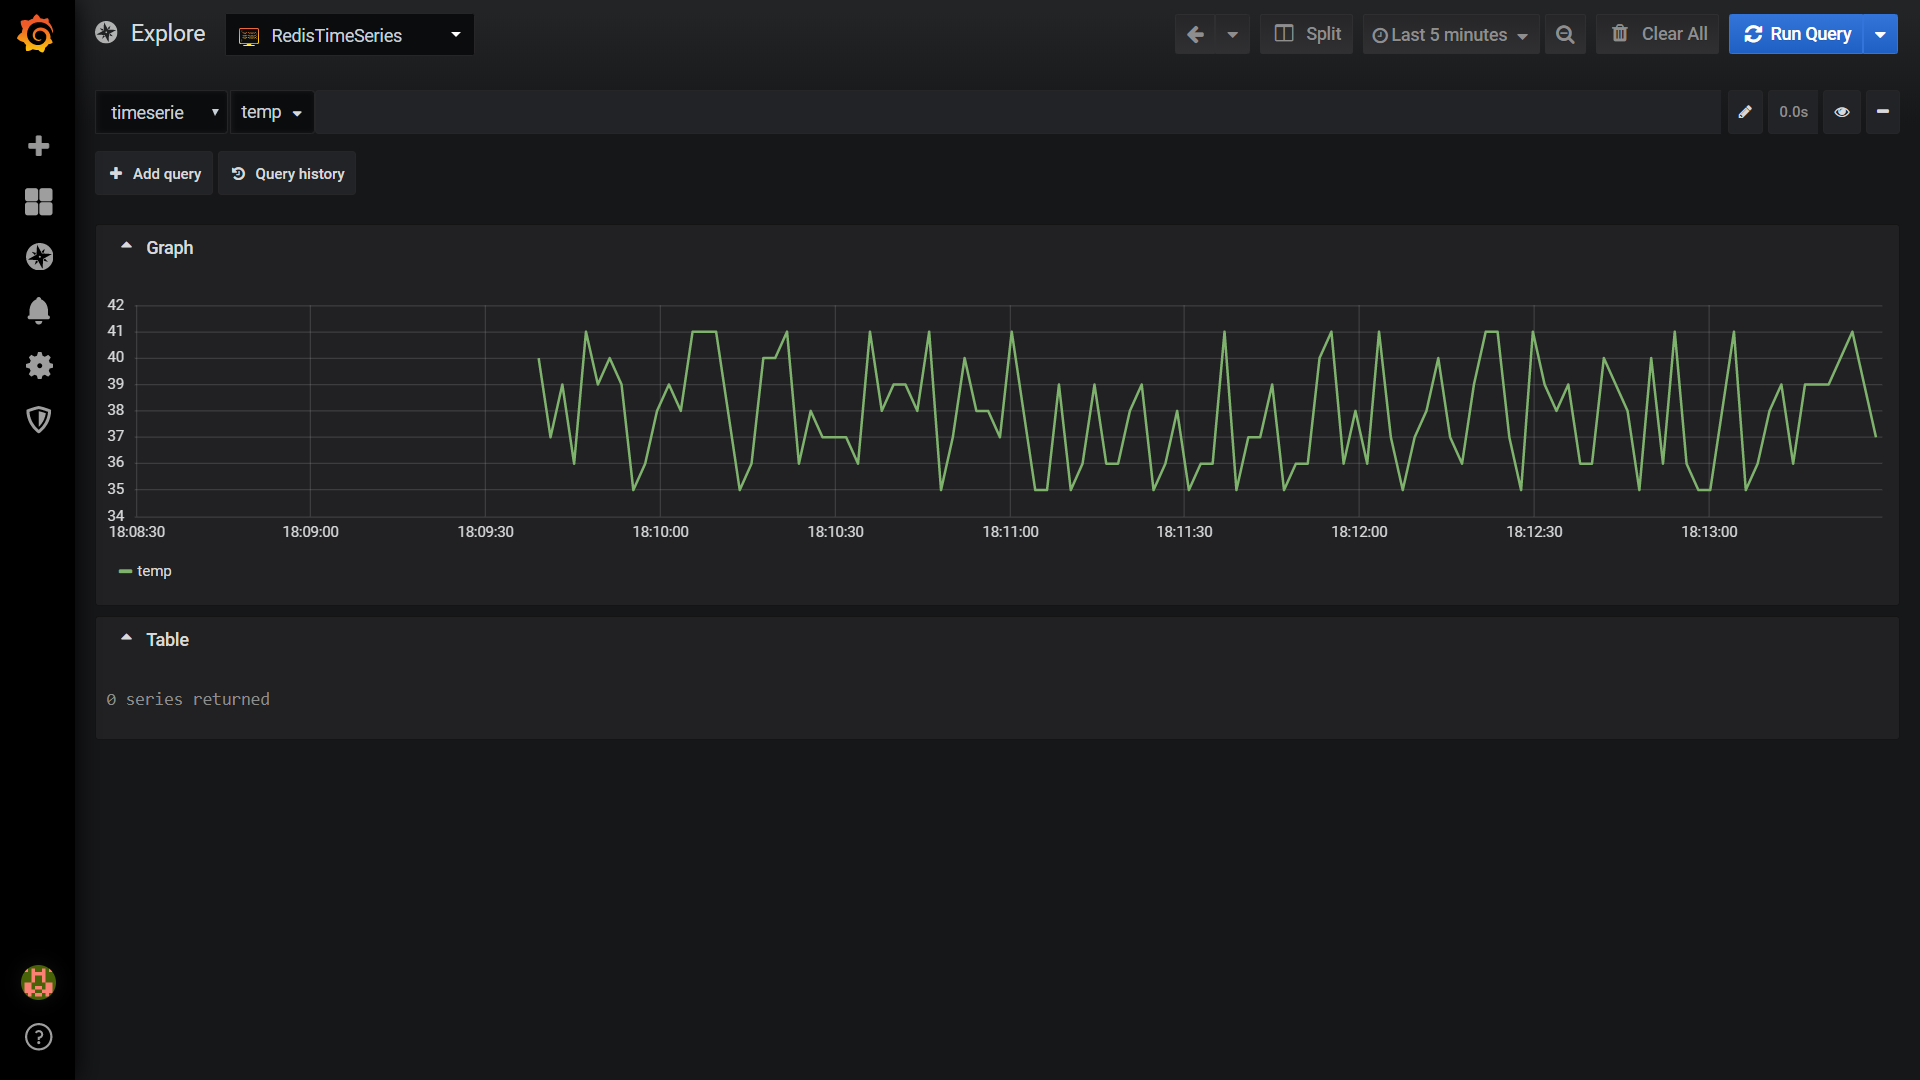 Explore RedisTimeSeries Split Last 5 minutes Clear All Run Query
timeserie temp 0.0s
Add query Query history
Graph
42
41
40
39
38
37
36
35
34
18:08:30 18:09:00 18:09:30 18:10:00 18:10:30 18:11:00 18:11:30 18:12:00 18:12:30 18:13:00
temp
Table
0 series returned